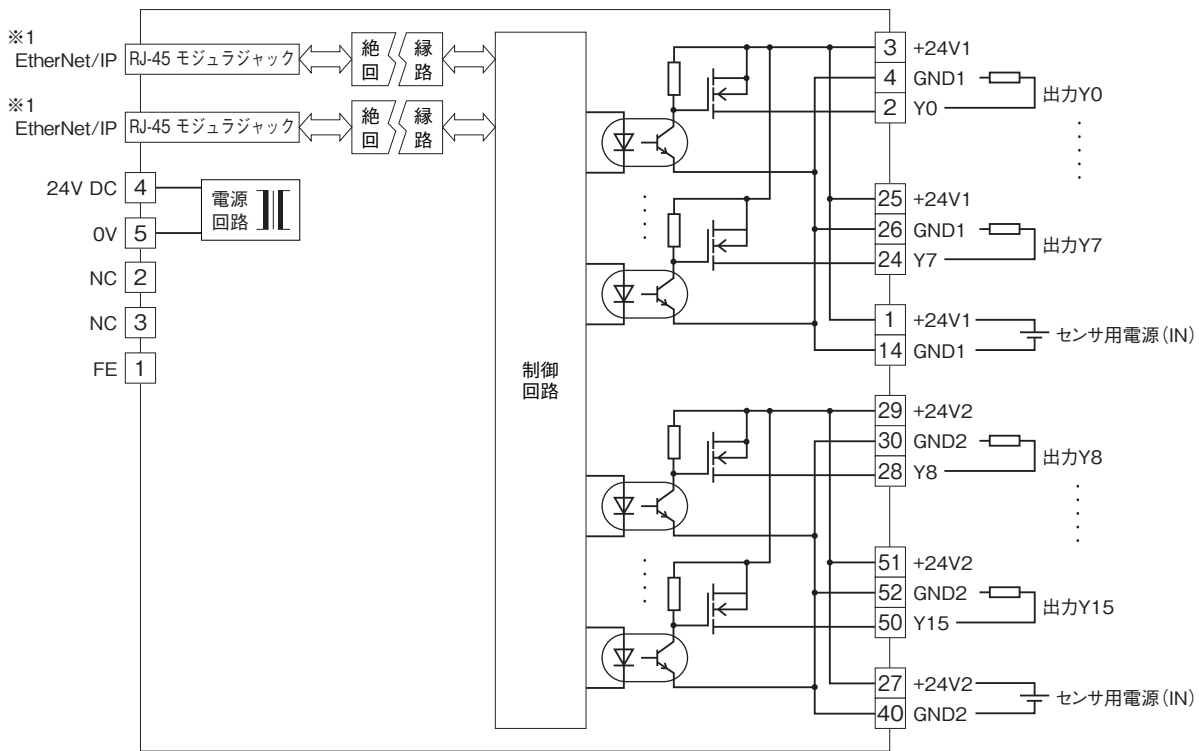 ※1
EtherNet/IP RJ-45 モジュラジャック 絶 縁
回 路
※1
EtherNet/IP RJ-45 モジュラジャック 絶 縁
回 路
24V DC 4
0V 5
電源
回路
NC 2
NC 3
FE 1
制御
回路
3 +24V1
4 GND1
2 Y0
出力Y0
25 +24V1
26 GND1
24 Y7
出力Y7
1 +24V1
14 GND1
センサ用電源(IN)
29 +24V2
30 GND2
28 Y8
出力Y8
51 +24V2
52 GND2
50 Y15
出力Y15
27 +24V2
40 GND2
センサ用電源(IN)